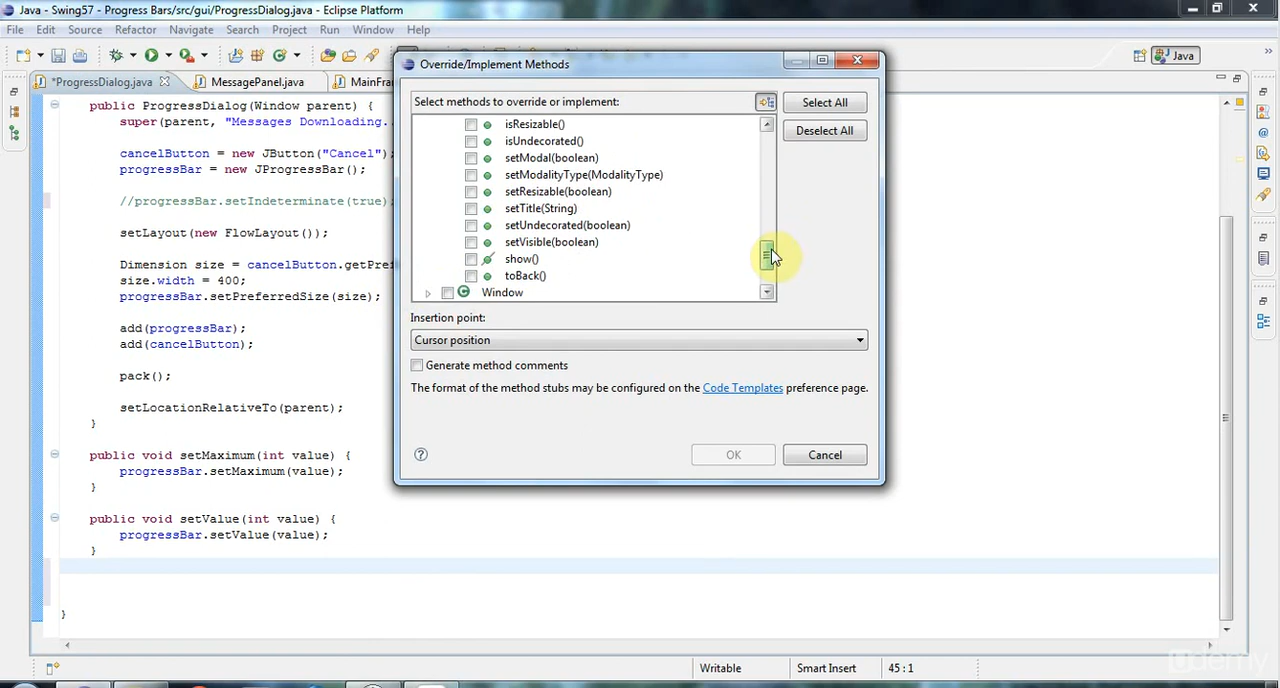 Java - Swing57 - Progress Bars/src/gui/ProgressDialog.java - Eclipse Platform
File Edit Source Refactor Navigate Search Project Run Window Help
Java
*ProgressDialog.java MessagePanel.java MainFra
public ProgressDialog(Window parent) {
super(parent, "Messages Downloading..
cancelButton = new JButton("Cancel");
progressBar = new JProgressBar();
//progressBar.setIndeterminate(true);
setLayout(new FlowLayout());
Dimension size = cancelButton.getPref
size.width = 400;
progressBar.setPreferredSize(size);
add(progressBar);
add(cancelButton);
pack();
setLocationRelativeTo(parent);
}
public void setMaximum(int value) {
progressBar.setMaximum(value);
}
public void setValue(int value) {
progressBar.setValue(value);
}
}
Override/Implement Methods
Select methods to override or implement:
Select All
Deselect All
isResizable()
isUndecorated()
setModal(boolean)
setModalityType(ModalityType)
setResizable(boolean)
setTitle(String)
setUndecorated(boolean)
setVisible(boolean)
show()
toBack()
Window
Insertion point:
Cursor position
Generate method comments
The format of the method stubs may be configured on the Code Templates preference page.
OK Cancel
Writable Smart Insert 45 : 1
Udemy